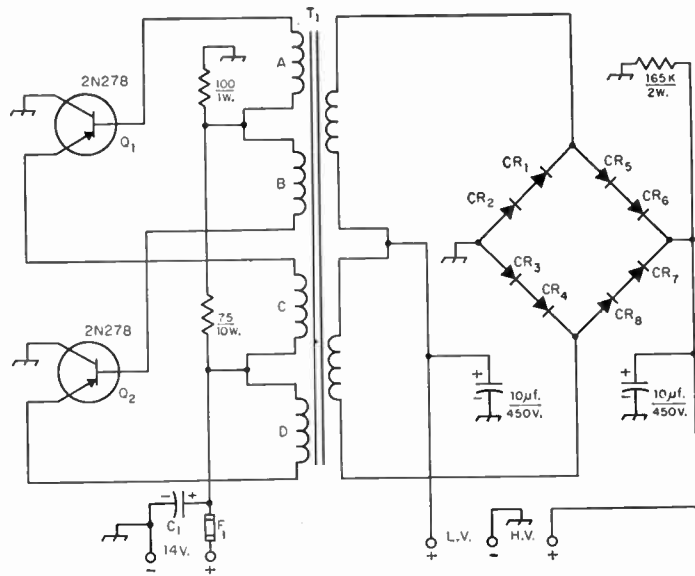 T1
A
100
1W.
2N278
Q1
B
165K
2W.
CR1
CR2
CR5
CR6
CR3
CR4
CR7
CR8
C
75
10W.
2N278
Q2
D
+
-
10µf.
450V.
+
-
10µf.
450V.
- +
C1
F1
-
14V.
+
+
L.V.
-
H.V.
+